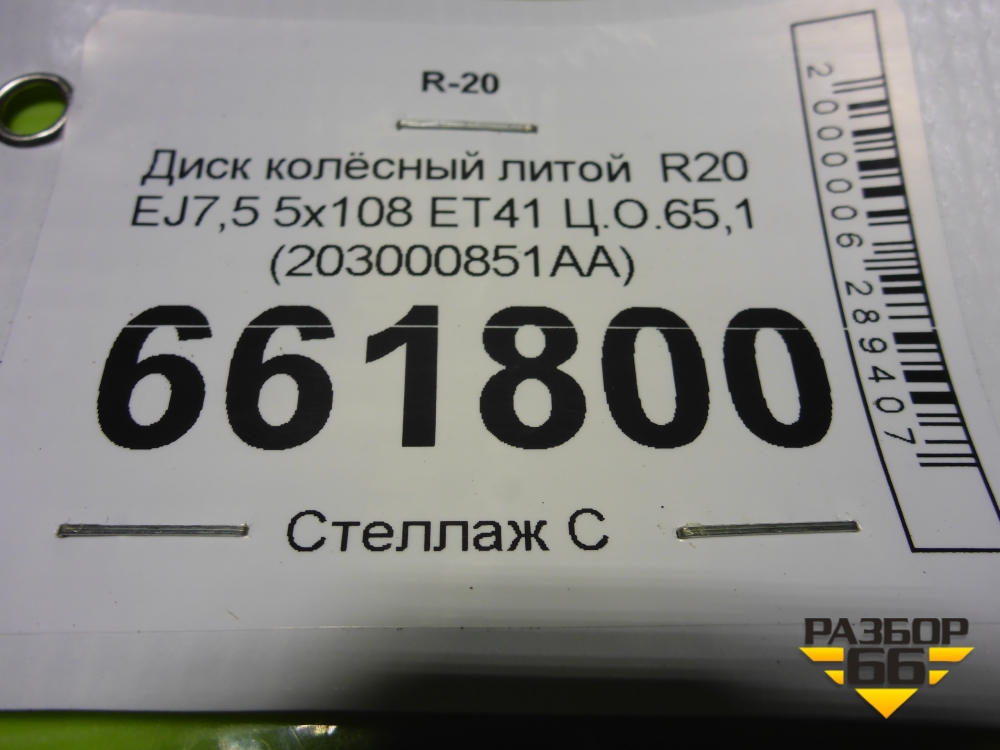 R-20
Диск колёсный литой R20
EJ7,5 5x108 ET41 Ц.О.65,1
(203000851AA)
661800
Стеллаж С
2000006289407
РАЗБОР
66